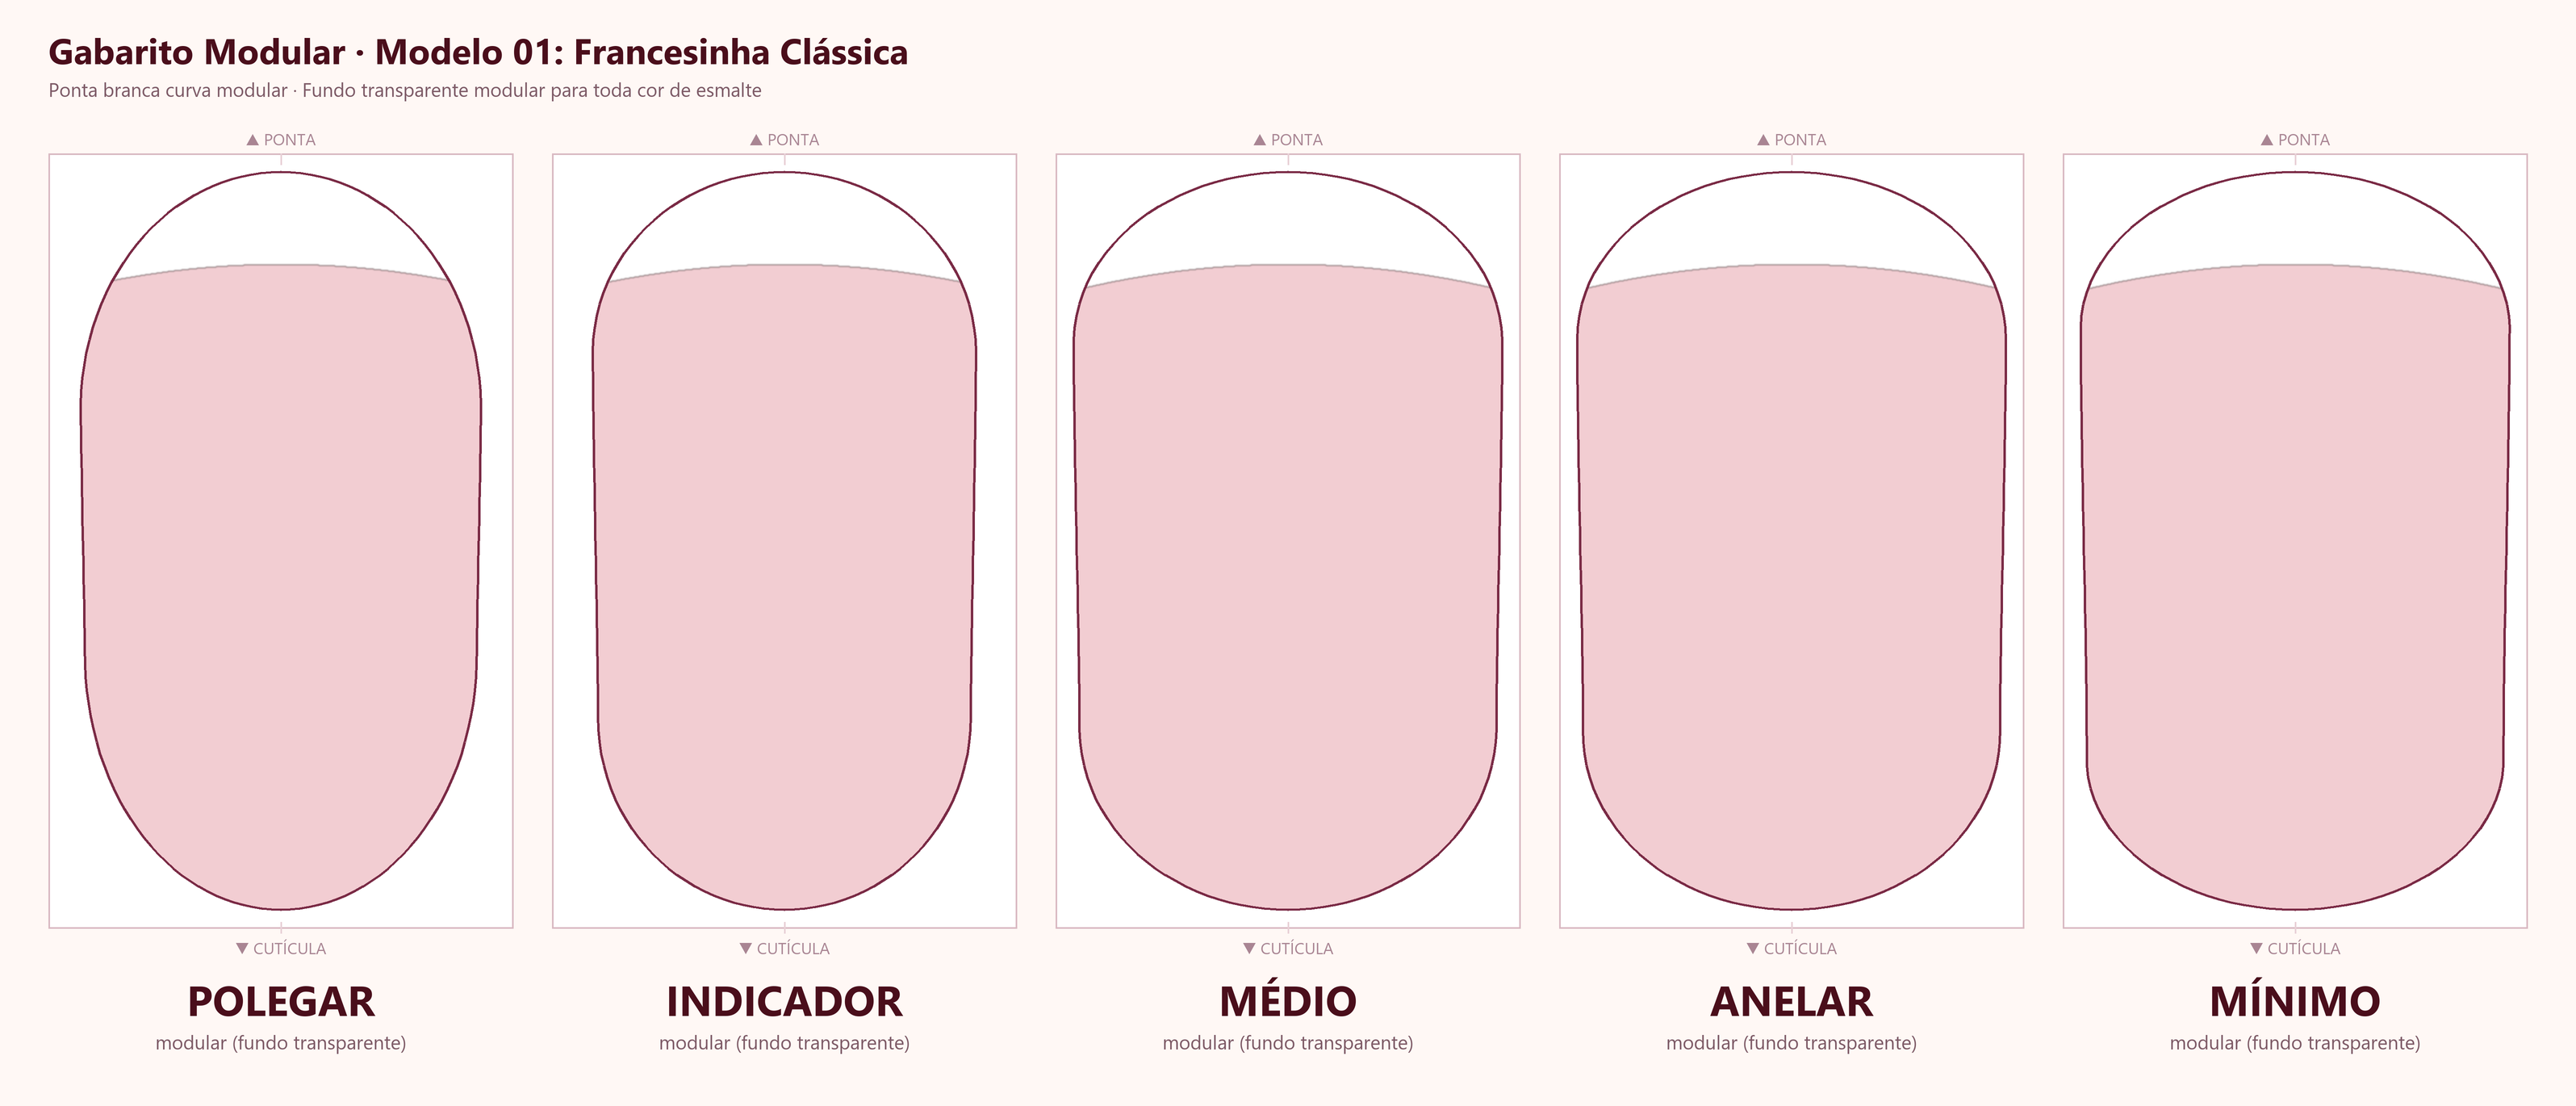 Gabarito Modular · Modelo 01: Francesinha Clássica
Ponta branca curva modular · Fundo transparente modular para toda cor de esmalte
▲ PONTA
▲ PONTA
▲ PONTA
▲ PONTA
▲ PONTA
▼ CUTÍCULA
▼ CUTÍCULA
▼ CUTÍCULA
▼ CUTÍCULA
▼ CUTÍCULA
POLEGAR
INDICADOR
MÉDIO
ANELAR
MÍNIMO
modular (fundo transparente)
modular (fundo transparente)
modular (fundo transparente)
modular (fundo transparente)
modular (fundo transparente)